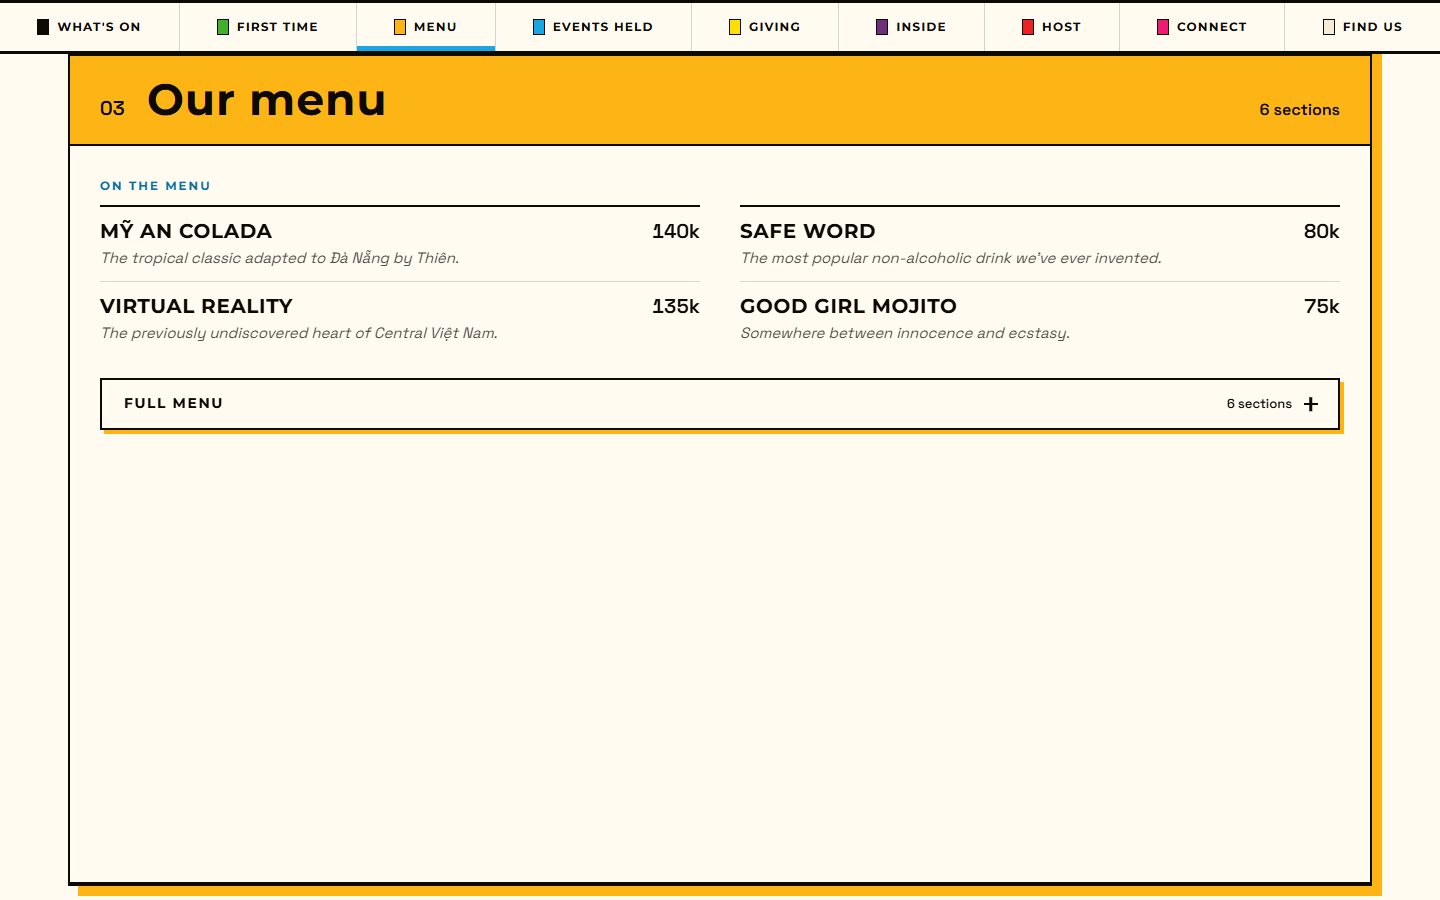 WHAT'S ON FIRST TIME MENU EVENTS HELD GIVING INSIDE HOST CONNECT FIND US
03 Our menu 6 sections
ON THE MENU
MỸ AN COLADA 140k
The tropical classic adapted to Đà Nẵng by Thiên.
SAFE WORD 80k
The most popular non-alcoholic drink we've ever invented.
VIRTUAL REALITY 135k
The previously undiscovered heart of Central Việt Nam.
GOOD GIRL MOJITO 75k
Somewhere between innocence and ecstasy.
FULL MENU 6 sections +